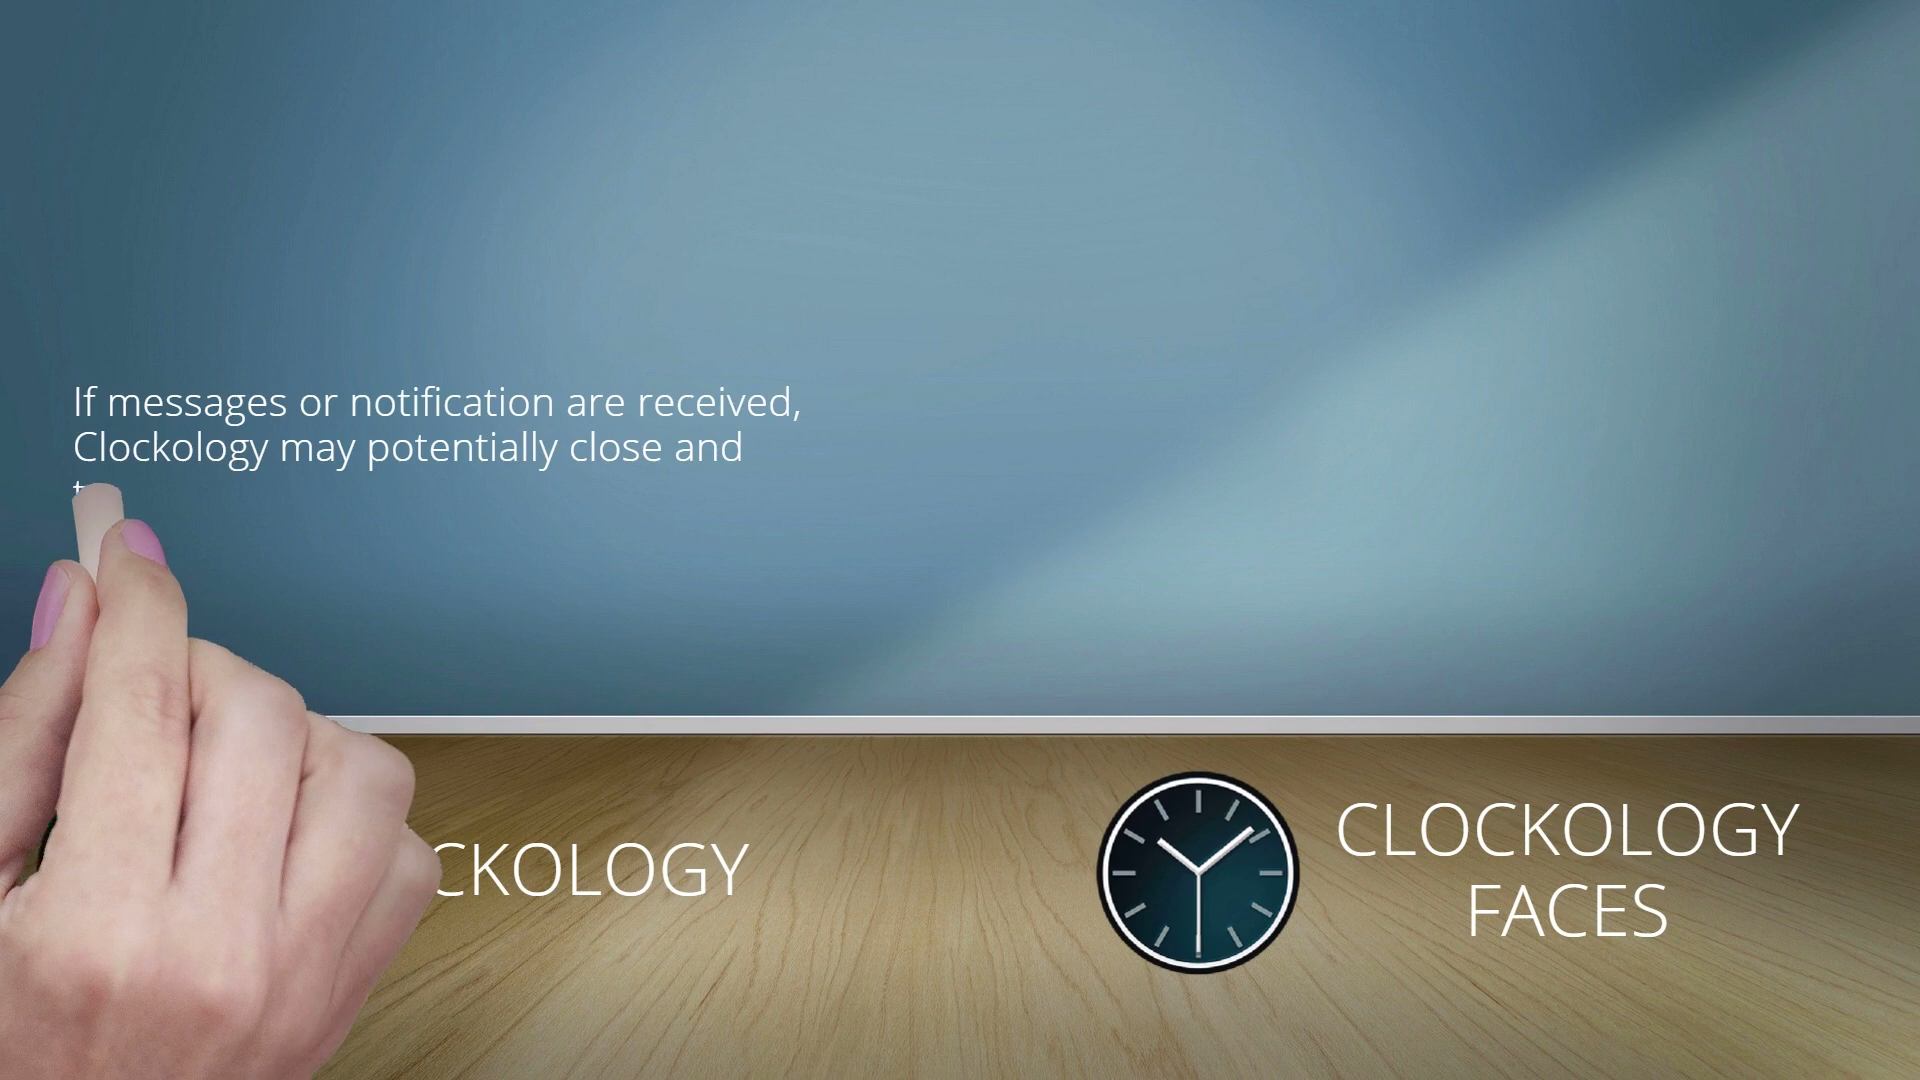 If messages or notification are received,
Clockology may potentially close and
CKOLOGY
CLOCKOLOGY
FACES